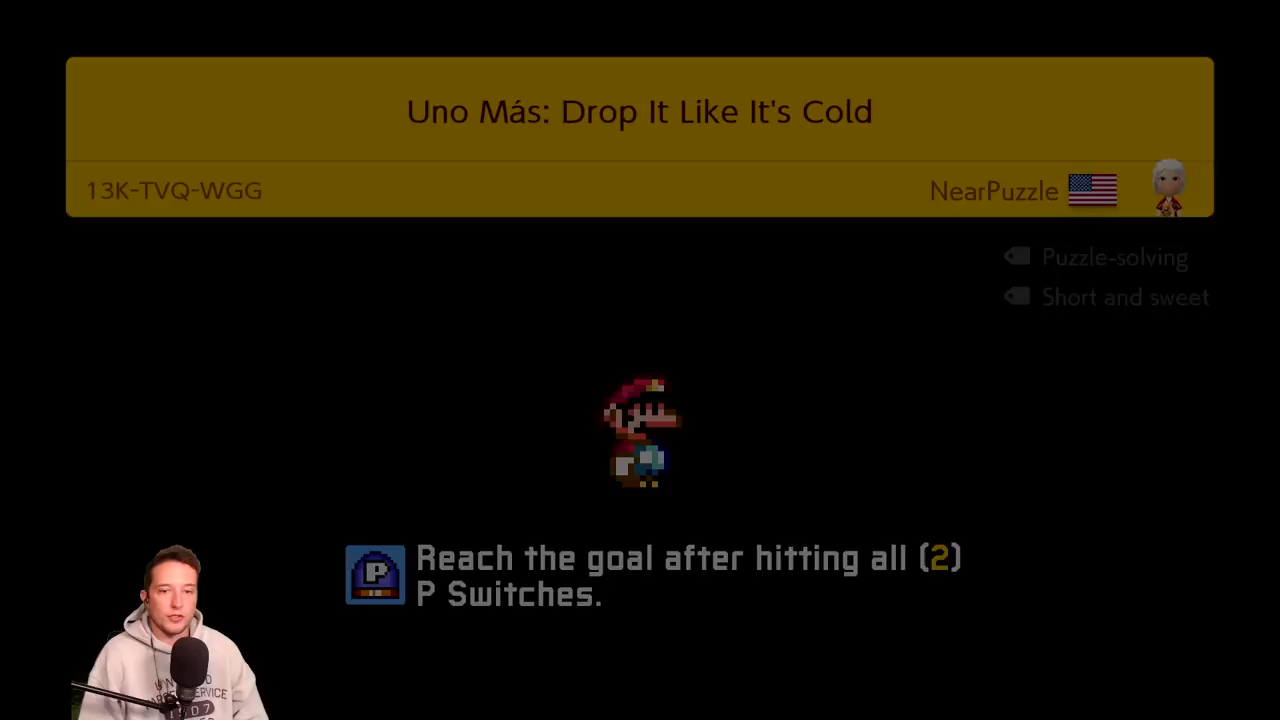 Uno Más: Drop It Like It's Cold
13K-TVQ-WGG
NearPuzzle
Puzzle-solving
Short and sweet
P
Reach the goal after hitting all (2)
P Switches.
1907